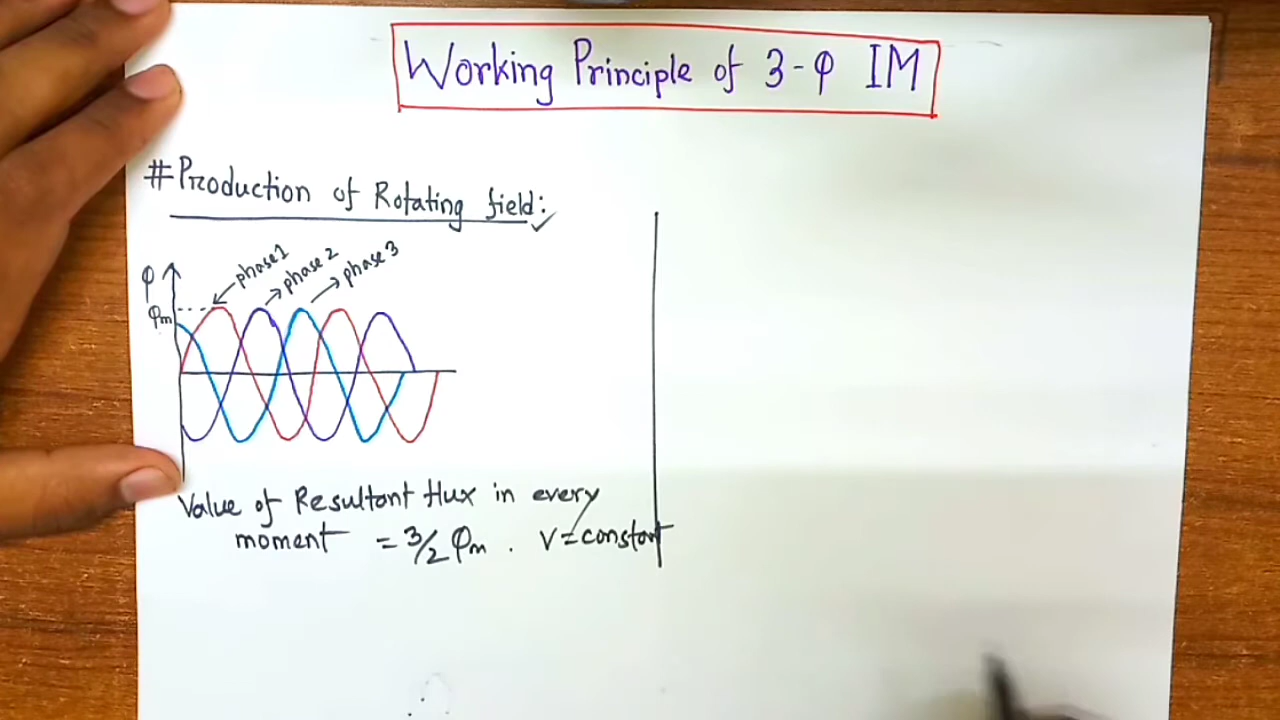 Working Principle of 3-φ IM
#Production of Rotating field:
phase1
phase 2
phase 3
φ
φm
Value of Resultant flux in every
moment = 3/2 φm . V=constant